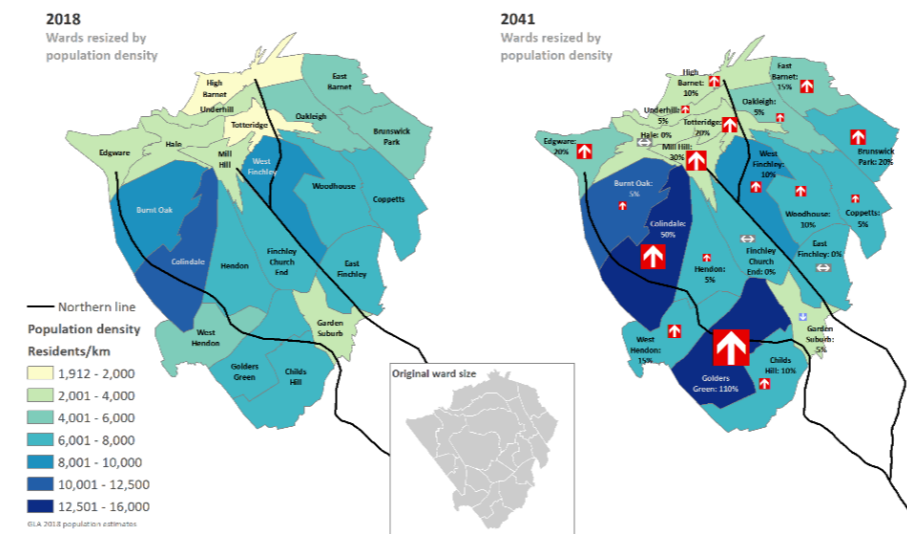 2018
Wards resized by
population density
High
Barnet
East
Barnet
Underhill
Oakleigh
Totteridge
Brunswick
Park
Edgware
Hale
Mill
Hill
West
Finchley
Woodhouse
Coppetts
Burnt Oak
Colindale
Hendon
Finchley
Church
End
East
Finchley
Garden
Suburb
West
Hendon
Golders
Green
Childs
Hill
Northern line
Population density
Residents/km
1,912 - 2,000
2,001 - 4,000
4,001 - 6,000
6,001 - 8,000
8,001 - 10,000
10,001 - 12,500
12,501 - 16,000
GLA 2018 population estimates
Original ward size
2041
Wards resized by
population density
High
Barnet:
10%
East
Barnet:
15%
Underhill:
5%
Oakleigh:
5%
Totteridge:
20%
Hale: 0%
Edgware:
20%
Mill Hill:
30%
Brunswick
Park: 20%
West
Finchley:
10%
Burnt Oak:
5%
Woodhouse:
10%
Coppetts:
5%
Colindale:
50%
Hendon:
5%
Finchley
Church
End: 0%
East
Finchley: 0%
Garden
Suburb:
5%
West
Hendon:
15%
Golders
Green: 110%
Childs
Hill: 10%